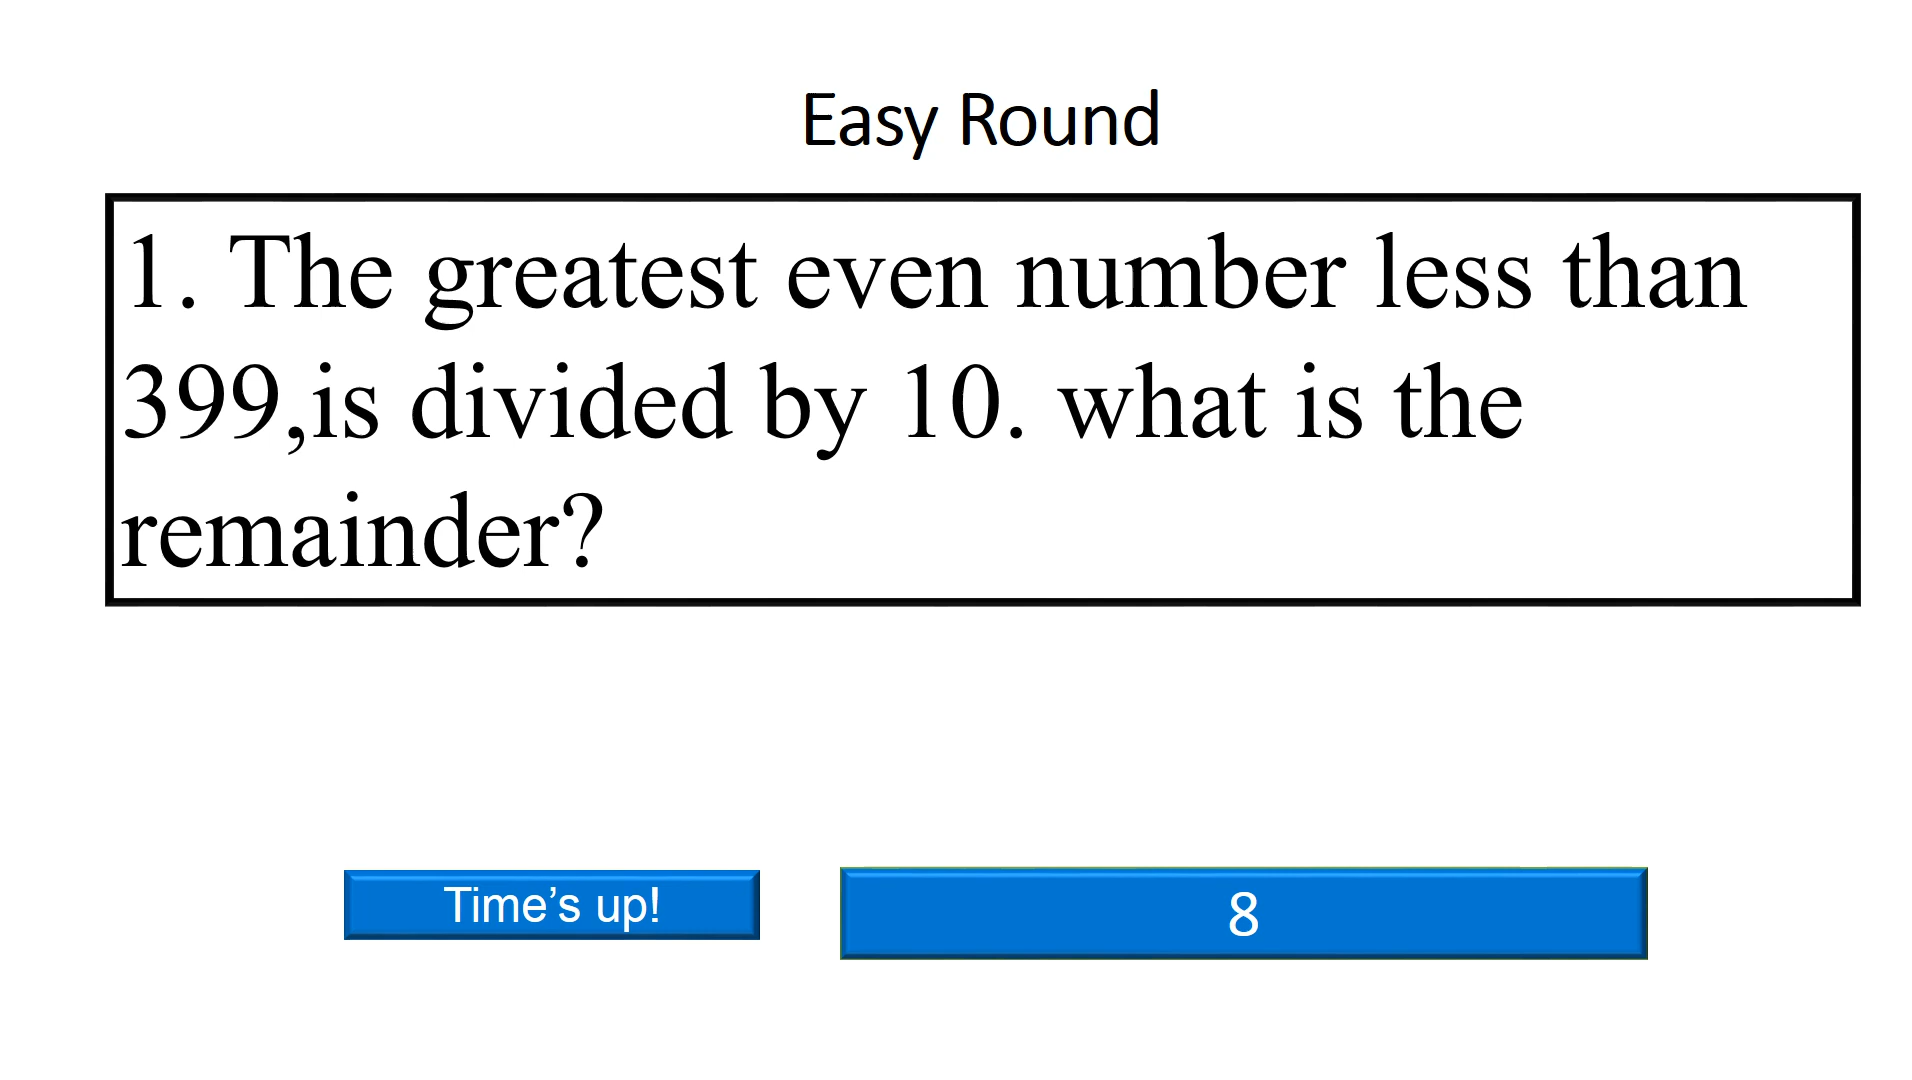 Easy Round
1. The greatest even number less than
399,is divided by 10. what is the
remainder?
Time’s up!
8